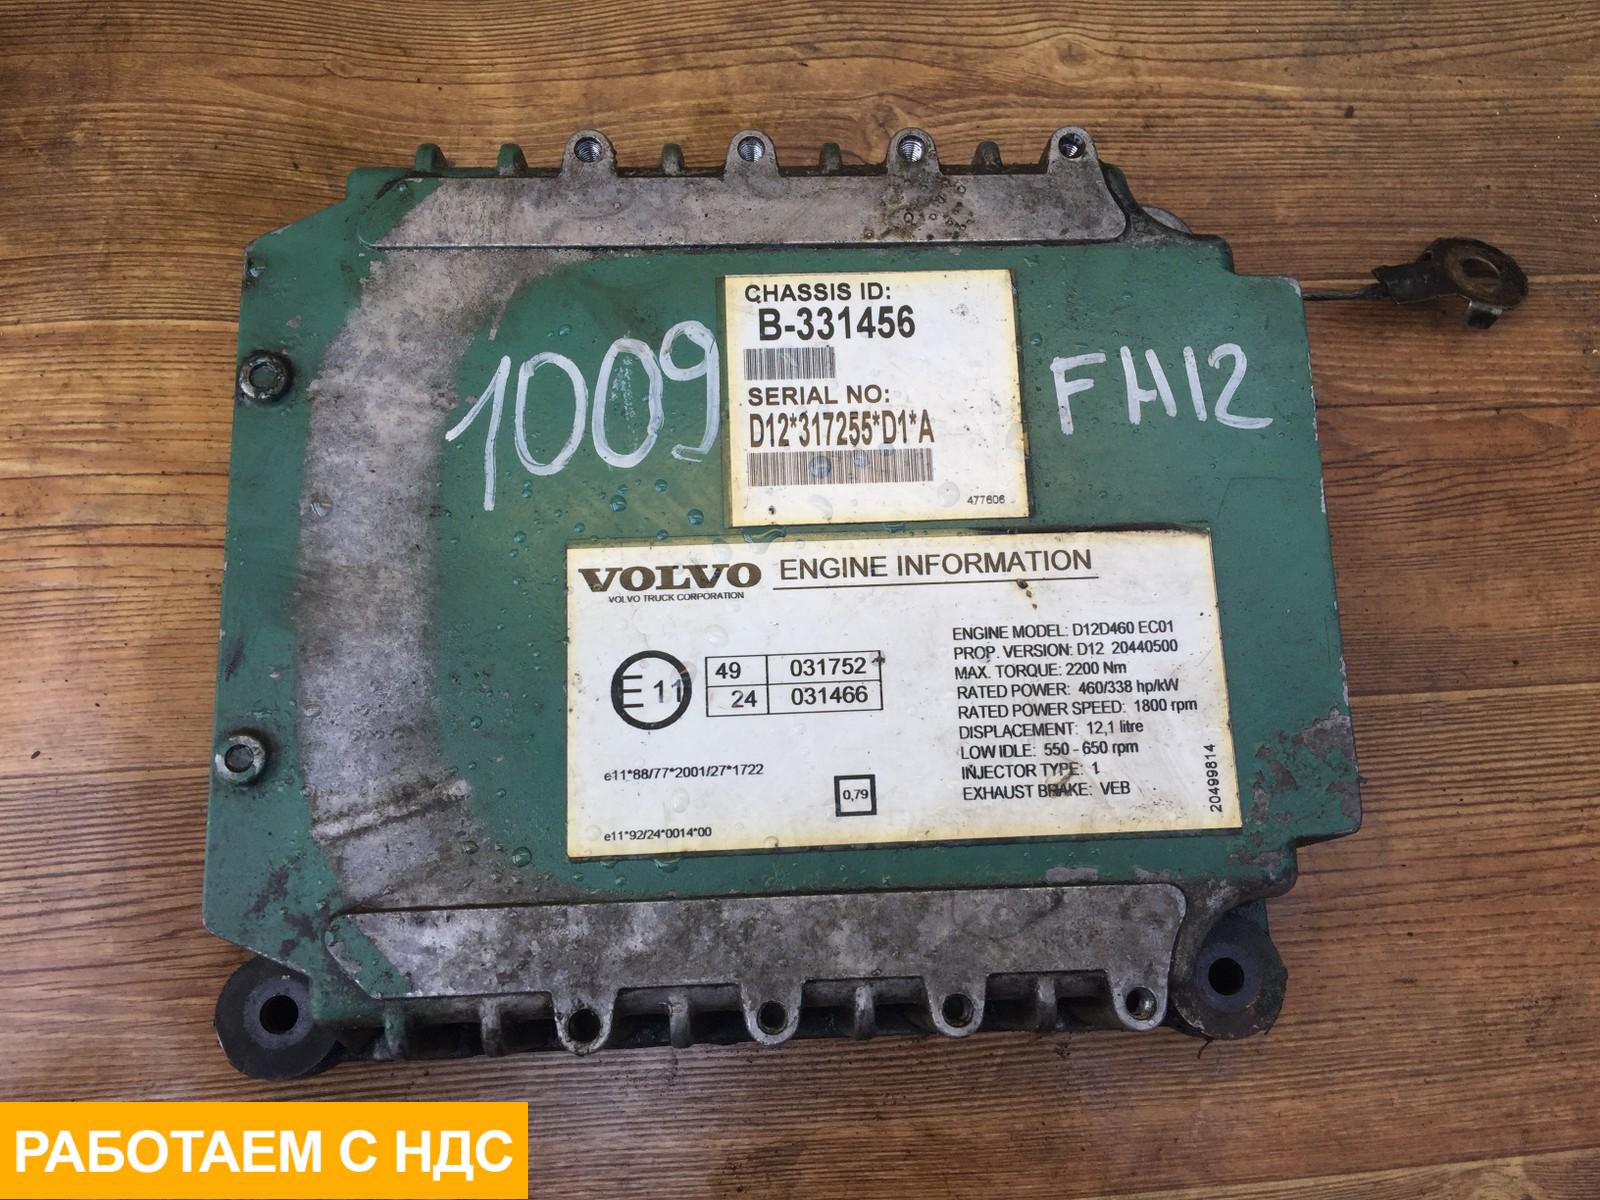 CHASSIS ID:
B-331456
SERIAL NO:
D12*317255*D1*A
477606
1009
FH12
VOLVO
VOLVO TRUCK CORPORATION
ENGINE INFORMATION
E 11
49 031752
24 031466
e11*88/77*2001/27*1722
0,79
e11*92/24*0014*00
ENGINE MODEL: D12D460 EC01
PROP. VERSION: D12 20440500
MAX. TORQUE: 2200 Nm
RATED POWER: 460/338 hp/kW
RATED POWER SPEED: 1800 rpm
DISPLACEMENT: 12,1 litre
LOW IDLE: 550 - 650 rpm
INJECTOR TYPE: 1
EXHAUST BRAKE: VEB
20499814
РАБОТАЕМ С НДС